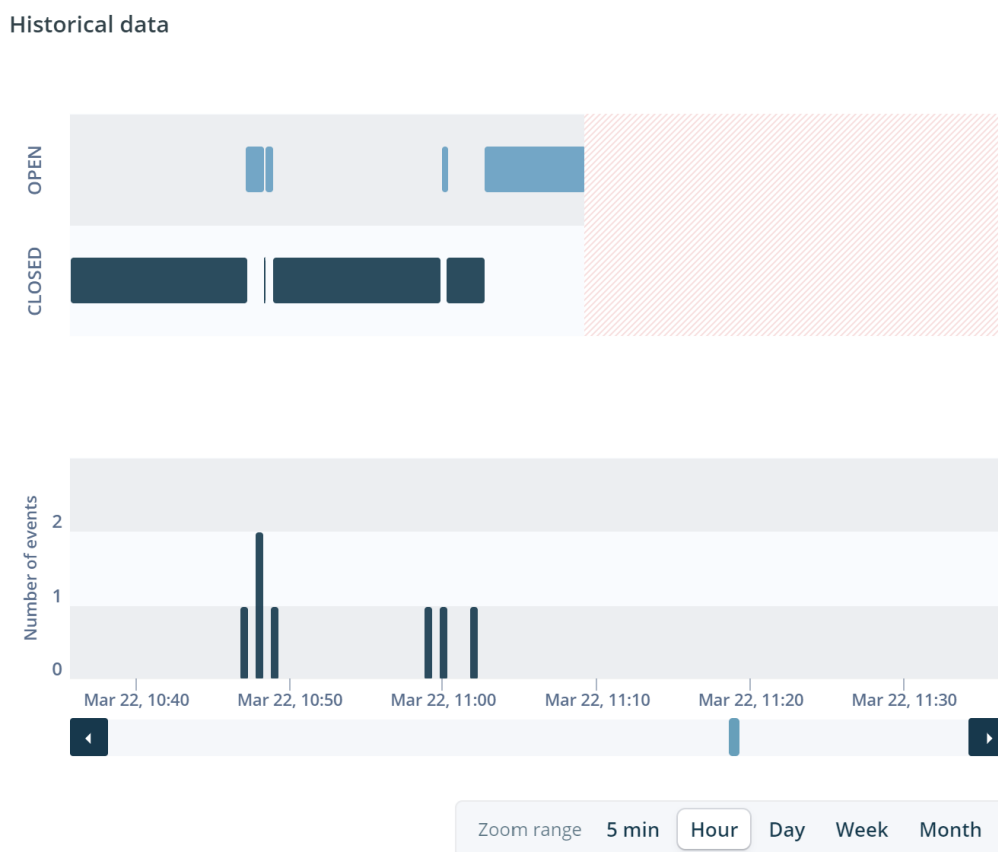 Historical data
OPEN
CLOSED
Number of events
2
1
0
Mar 22, 10:40 Mar 22, 10:50 Mar 22, 11:00 Mar 22, 11:10 Mar 22, 11:20 Mar 22, 11:30
Zoom range 5 min Hour Day Week Month